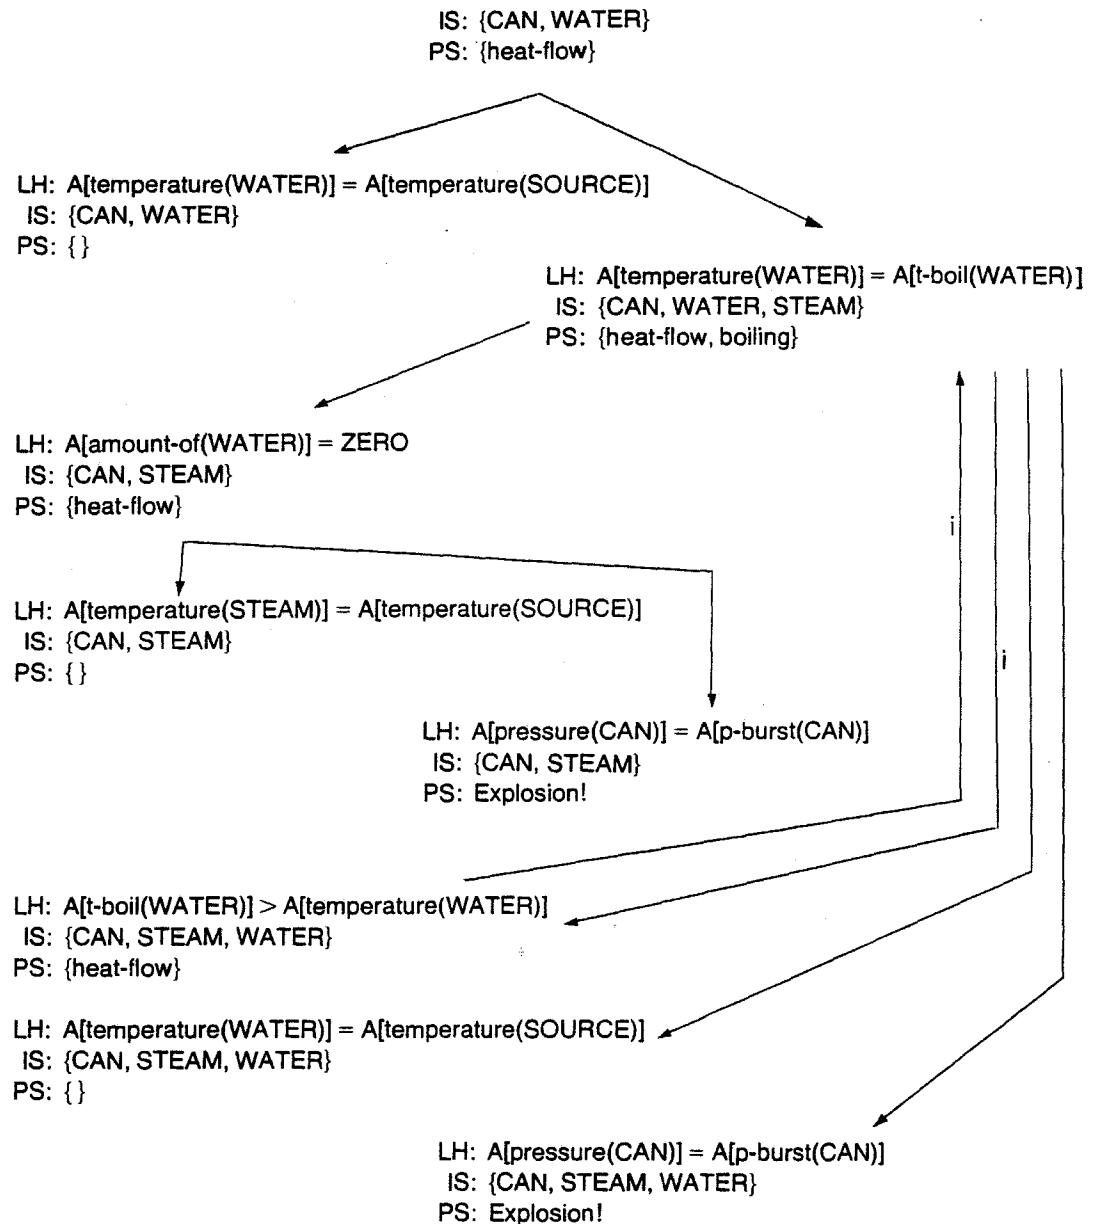 IS: {CAN, WATER}
PS: {heat-flow}
LH: A[temperature(WATER)] = A[temperature(SOURCE)]
IS: {CAN, WATER}
PS: { }
LH: A[temperature(WATER)] = A[t-boil(WATER)]
IS: {CAN, WATER, STEAM}
PS: {heat-flow, boiling}
LH: A[amount-of(WATER)] = ZERO
IS: {CAN, STEAM}
PS: {heat-flow}
i
LH: A[temperature(STEAM)] = A[temperature(SOURCE)]
IS: {CAN, STEAM}
PS: { }
i
LH: A[pressure(CAN)] = A[p-burst(CAN)]
IS: {CAN, STEAM}
PS: Explosion!
LH: A[t-boil(WATER)] > A[temperature(WATER)]
IS: {CAN, STEAM, WATER}
PS: {heat-flow}
LH: A[temperature(WATER)] = A[temperature(SOURCE)]
IS: {CAN, STEAM, WATER}
PS: { }
LH: A[pressure(CAN)] = A[p-burst(CAN)]
IS: {CAN, STEAM, WATER}
PS: Explosion!